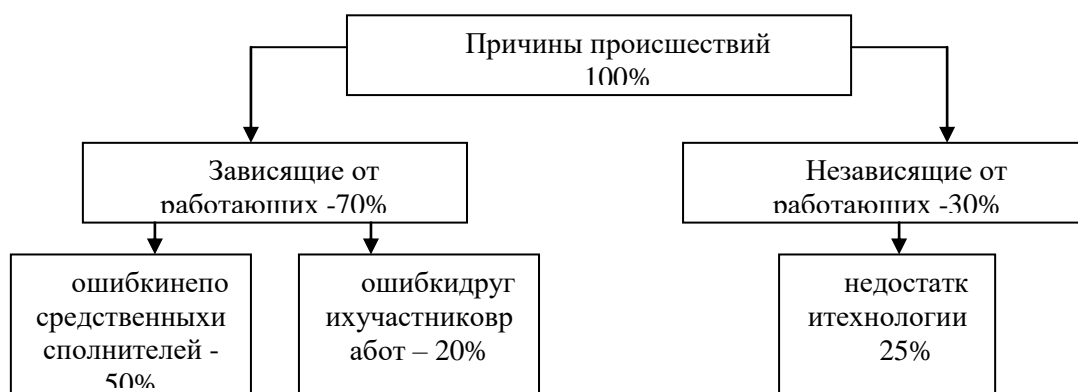 Причины происшествий
100%
Зависящие от
работающих -70%
Независящие от
работающих -30%
ошибкинепо
средственныхи
сполнителей -
50%
ошибкидруг
ихучастниковр
абот – 20%
недостатк
итехнологии
25%